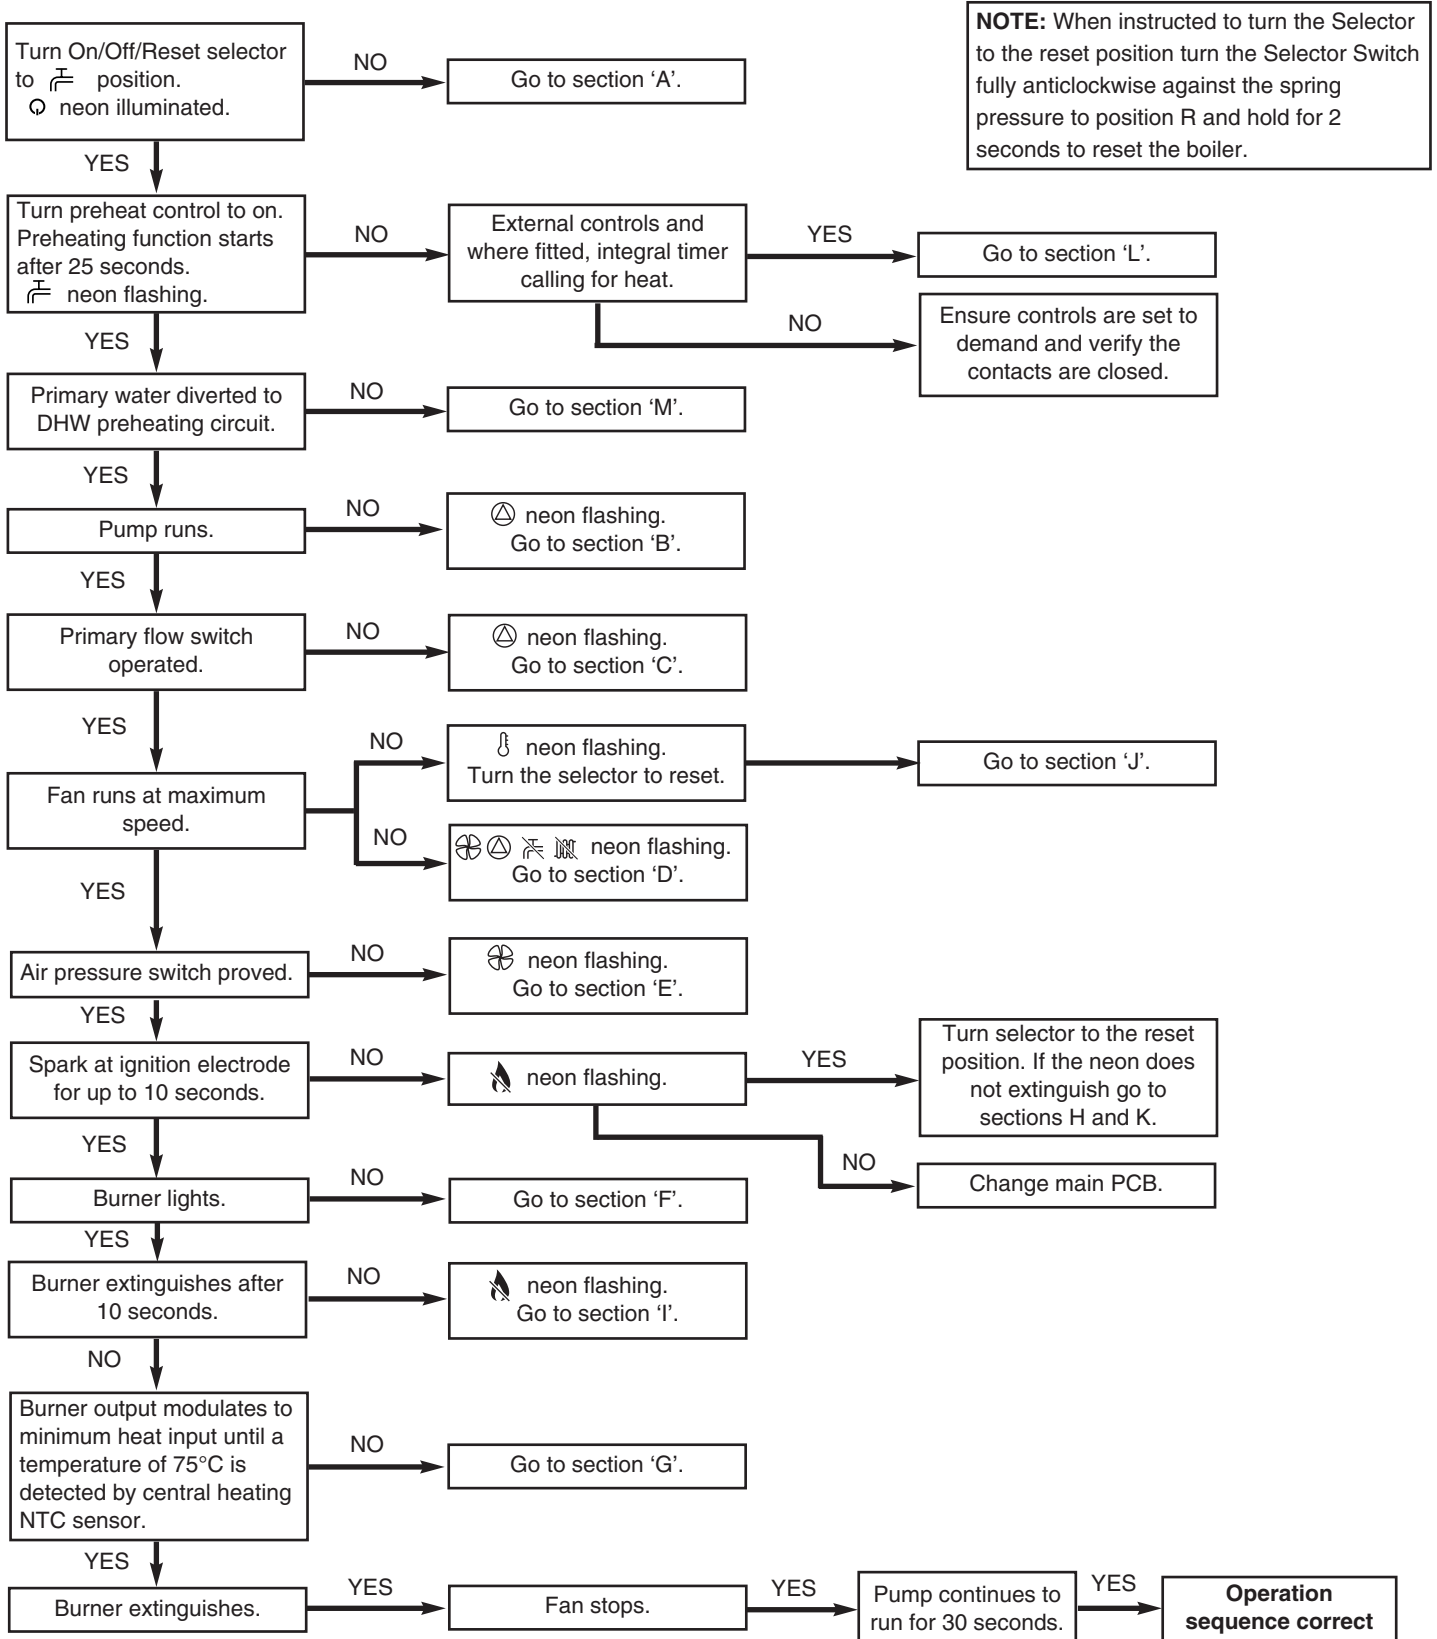 Turn On/Off/Reset selector
to position.
neon illuminated.
NO
Go to section ‘A’.
NOTE: When instructed to turn the Selector
to the reset position turn the Selector Switch
fully anticlockwise against the spring
pressure to position R and hold for 2
seconds to reset the boiler.
YES
Turn preheat control to on.
Preheating function starts
after 25 seconds.
neon flashing.
NO
External controls and
where fitted, integral timer
calling for heat.
YES
Go to section ‘L’.
NO
Ensure controls are set to
demand and verify the
contacts are closed.
YES
Primary water diverted to
DHW preheating circuit.
NO
Go to section ‘M’.
YES
Pump runs.
NO
neon flashing.
Go to section ‘B’.
YES
Primary flow switch
operated.
NO
neon flashing.
Go to section ‘C’.
YES
Fan runs at maximum
speed.
NO
neon flashing.
Turn the selector to reset.
Go to section ‘J’.
NO
neon flashing.
Go to section ‘D’.
YES
Air pressure switch proved.
NO
neon flashing.
Go to section ‘E’.
YES
Spark at ignition electrode
for up to 10 seconds.
NO
neon flashing.
YES
Turn selector to the reset
position. If the neon does
not extinguish go to
sections H and K.
NO
Change main PCB.
YES
Burner lights.
NO
Go to section ‘F’.
YES
Burner extinguishes after
10 seconds.
NO
neon flashing.
Go to section ‘I’.
NO
Burner output modulates to
minimum heat input until a
temperature of 75°C is
detected by central heating
NTC sensor.
NO
Go to section ‘G’.
YES
Burner extinguishes.
YES
Fan stops.
YES
Pump continues to
run for 30 seconds.
YES
Operation
sequence correct